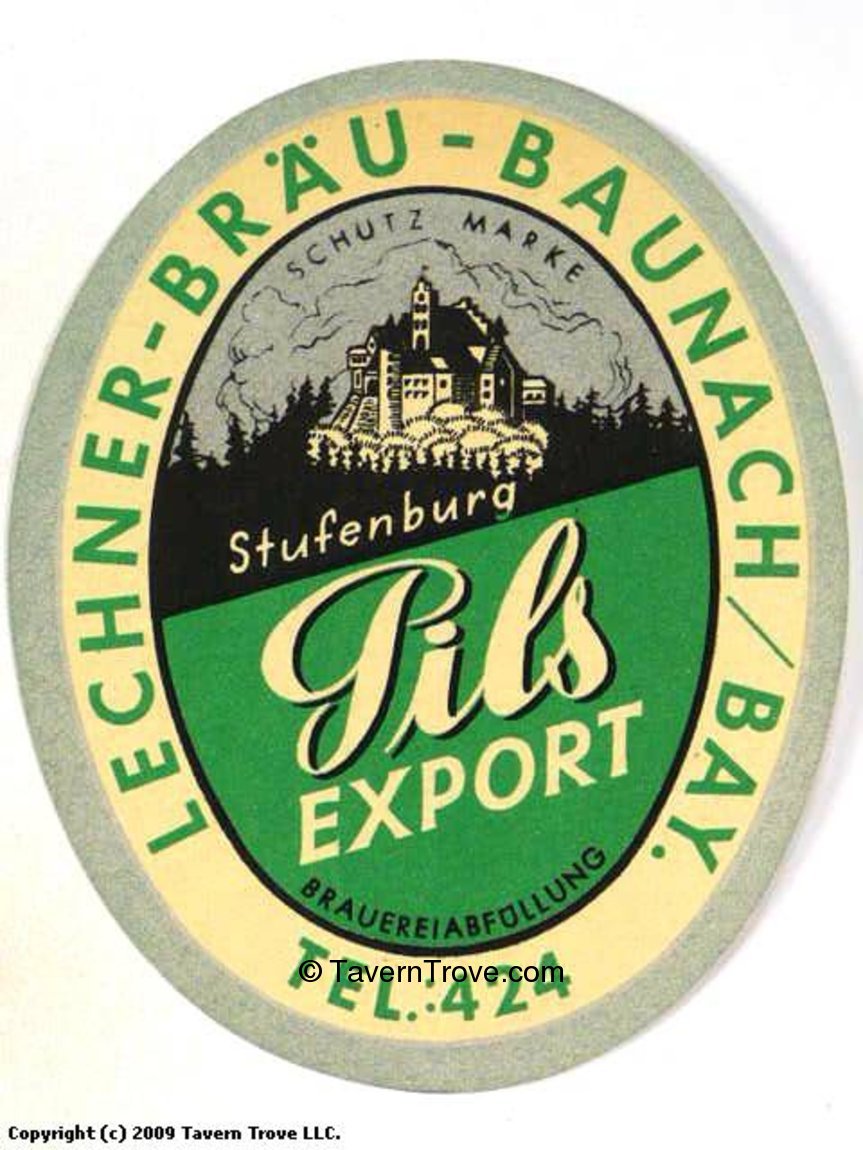 LECHNER-BRÄU-BAUNACH/BAY.
SCHUTZ MARKE
Stufenburg
Pils
EXPORT
BRAUEREIABFÜLLUNG
TEL.:424
© TavernTrove.com
Copyright (c) 2009 Tavern Trove LLC.